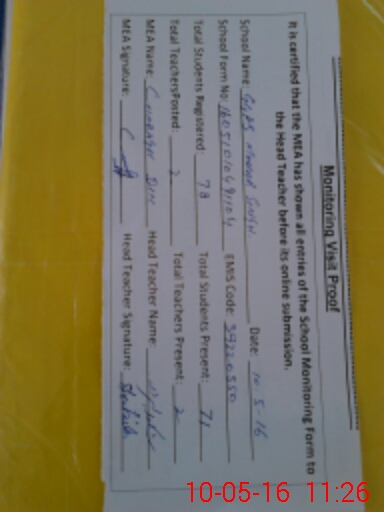 Monitoring Visit Proof
It is certified that the MEA has shown all entries of the School Monitoring Form to
the Head Teacher before its online submission.
School Name: Date: 10-5-16
School Form No: EMIS Code: 39220550
Total Students Registered: 78 Total Students Present: 71
Total TeachersPosted: 2 Total Teachers Present: 2
MEA Name: Head Teacher Name:
MEA Signature: Head Teacher Signature:
10-05-16 11:26